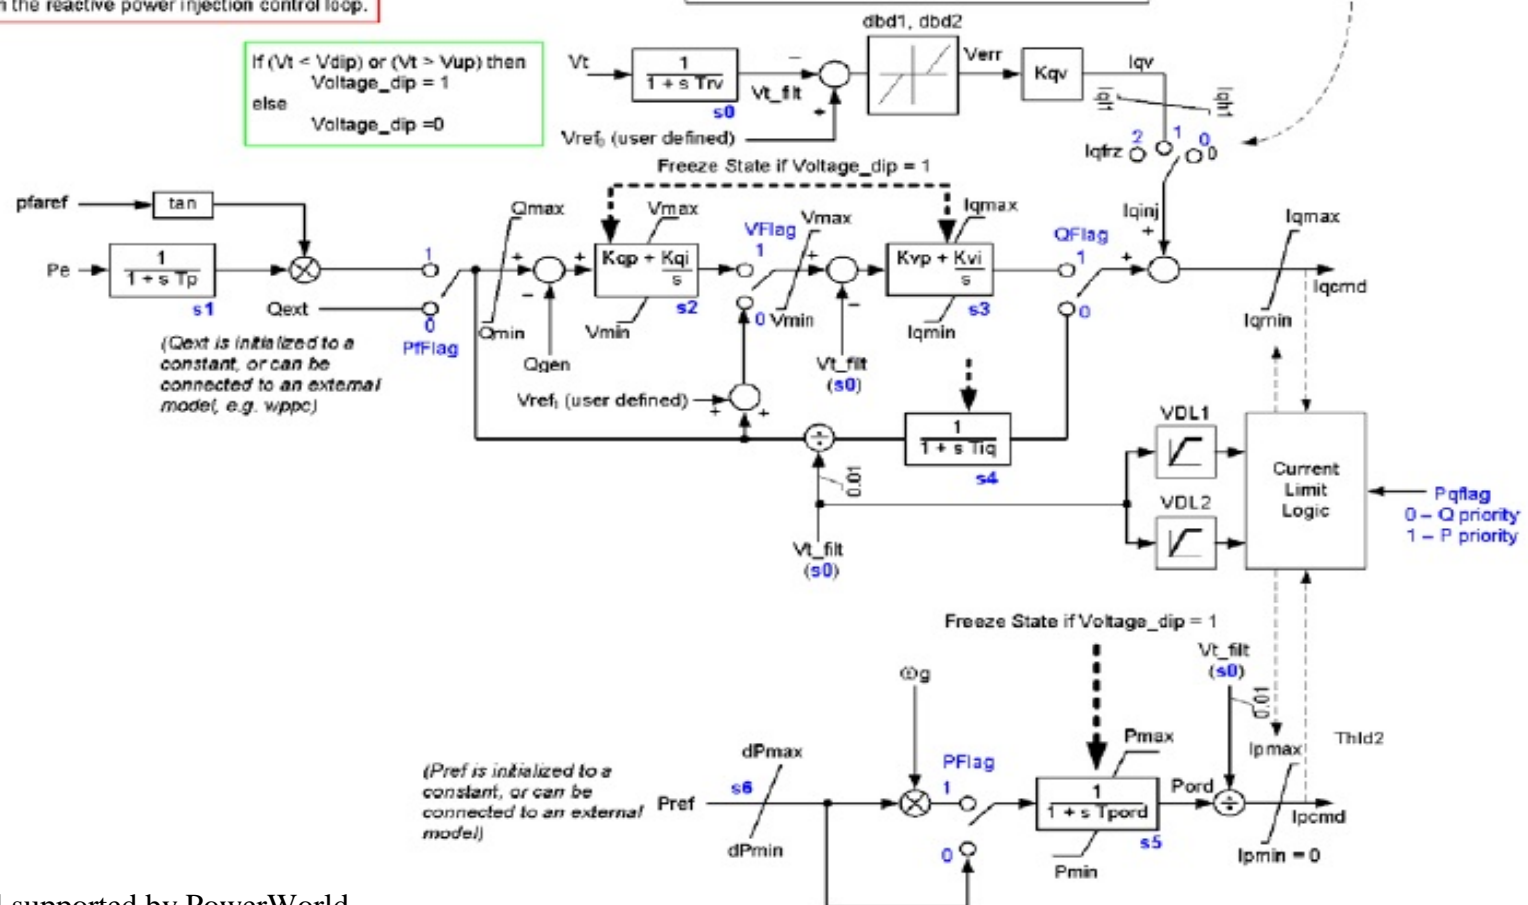 n the reactive power injection control loop.
If (Vt < Vdip) or (Vt > Vup) then
Voltage_dip = 1
else
Voltage_dip =0
dbd1, dbd2
Vt
1
1 + s Trv
s0
Vt_filt
−
+
Verr
Kqv
Iqv
Iql1
Iqh1
Vref₀ (user defined)
Iqfrz
2
1
0
0
Freeze State if Voltage_dip = 1
pfaref
tan
Pe
1
1 + s Tp
s1
Qext
1
0
PfFlag
(Qext is initialized to a
constant, or can be
connected to an external
model, e.g. wppc)
Qmax
Qmin
+
−
Qgen
+
Vmax
Kqp + Kqi
s
s2
Vmin
VFlag
1
0
Vmax
Vmin
+
−
Vt_filt
(s0)
Iqmax
Kvp + Kvi
s
s3
Iqmin
QFlag
1
0
Iqinj
+
+
Iqmax
Iqmin
Iqcmd
Vref₁ (user defined)
+
+
÷
0.01
1
1 + s Tiq
s4
Vt_filt
(s0)
VDL1
VDL2
Current
Limit
Logic
Pqflag
0 – Q priority
1 – P priority
Freeze State if Voltage_dip = 1
Vt_filt
(s0)
0.01
ωg
(Pref is initialized to a
constant, or can be
connected to an external
model)
Pref
s6
dPmax
dPmin
PFlag
1
0
Pmax
1
1 + s Tpord
s5
Pmin
Pord
÷
Ipmax
Thld2
Ipcmd
Ipmin = 0
supported by PowerWorld